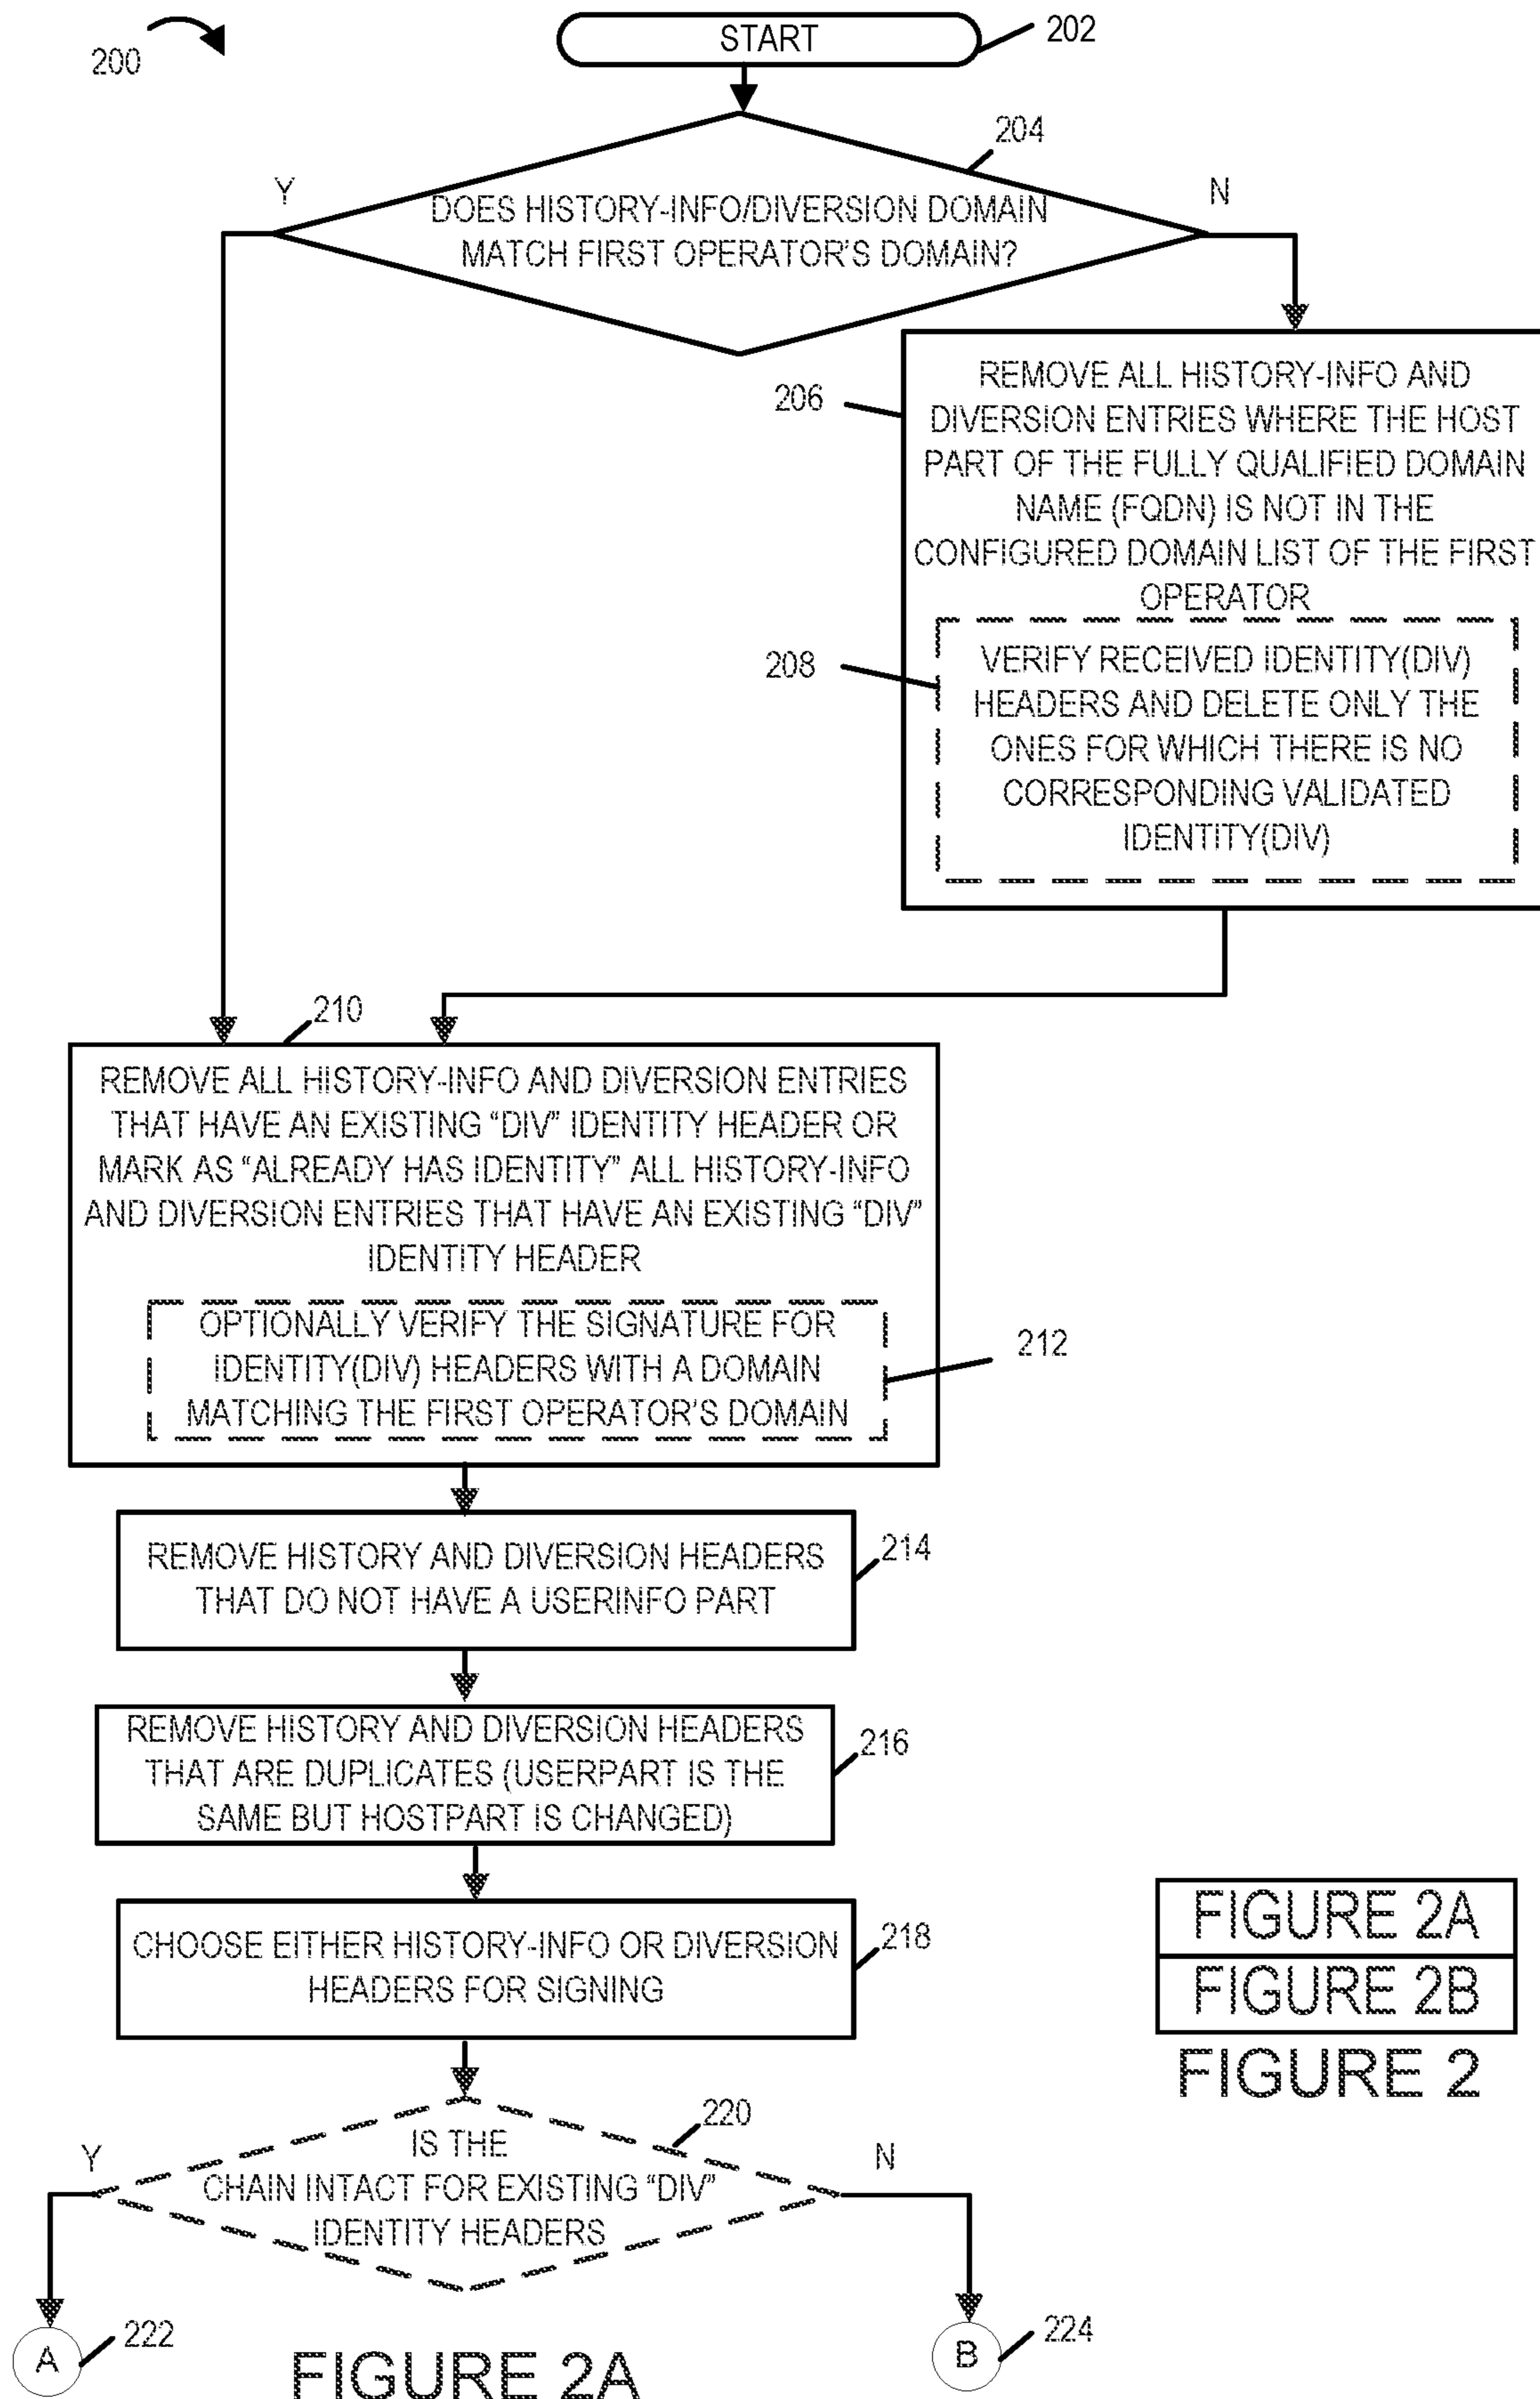 200
START
202
204
Y
N
DOES HISTORY-INFO/DIVERSION DOMAIN
MATCH FIRST OPERATOR'S DOMAIN?
206
REMOVE ALL HISTORY-INFO AND
DIVERSION ENTRIES WHERE THE HOST
PART OF THE FULLY QUALIFIED DOMAIN
NAME (FQDN) IS NOT IN THE
CONFIGURED DOMAIN LIST OF THE FIRST
OPERATOR
208
VERIFY RECEIVED IDENTITY(DIV)
HEADERS AND DELETE ONLY THE
ONES FOR WHICH THERE IS NO
CORRESPONDING VALIDATED
IDENTITY(DIV)
210
REMOVE ALL HISTORY-INFO AND DIVERSION ENTRIES
THAT HAVE AN EXISTING “DIV” IDENTITY HEADER OR
MARK AS “ALREADY HAS IDENTITY” ALL HISTORY-INFO
AND DIVERSION ENTRIES THAT HAVE AN EXISTING “DIV”
IDENTITY HEADER
OPTIONALLY VERIFY THE SIGNATURE FOR
IDENTITY(DIV) HEADERS WITH A DOMAIN
MATCHING THE FIRST OPERATOR'S DOMAIN
212
REMOVE HISTORY AND DIVERSION HEADERS
THAT DO NOT HAVE A USERINFO PART
214
REMOVE HISTORY AND DIVERSION HEADERS
THAT ARE DUPLICATES (USERPART IS THE
SAME BUT HOSTPART IS CHANGED)
216
CHOOSE EITHER HISTORY-INFO OR DIVERSION
HEADERS FOR SIGNING
218
FIGURE 2A
FIGURE 2B
FIGURE 2
220
Y
N
IS THE
CHAIN INTACT FOR EXISTING “DIV”
IDENTITY HEADERS
A
222
B
224
FIGURE 2A